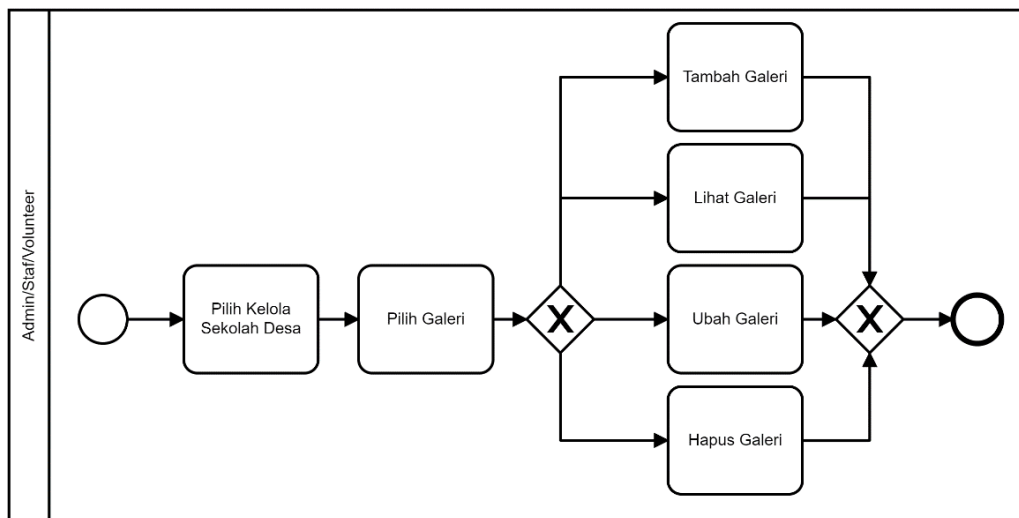 Admin/Staf/Volunteer
Pilih Kelola
Sekolah Desa
Pilih Galeri
Tambah Galeri
Lihat Galeri
Ubah Galeri
Hapus Galeri